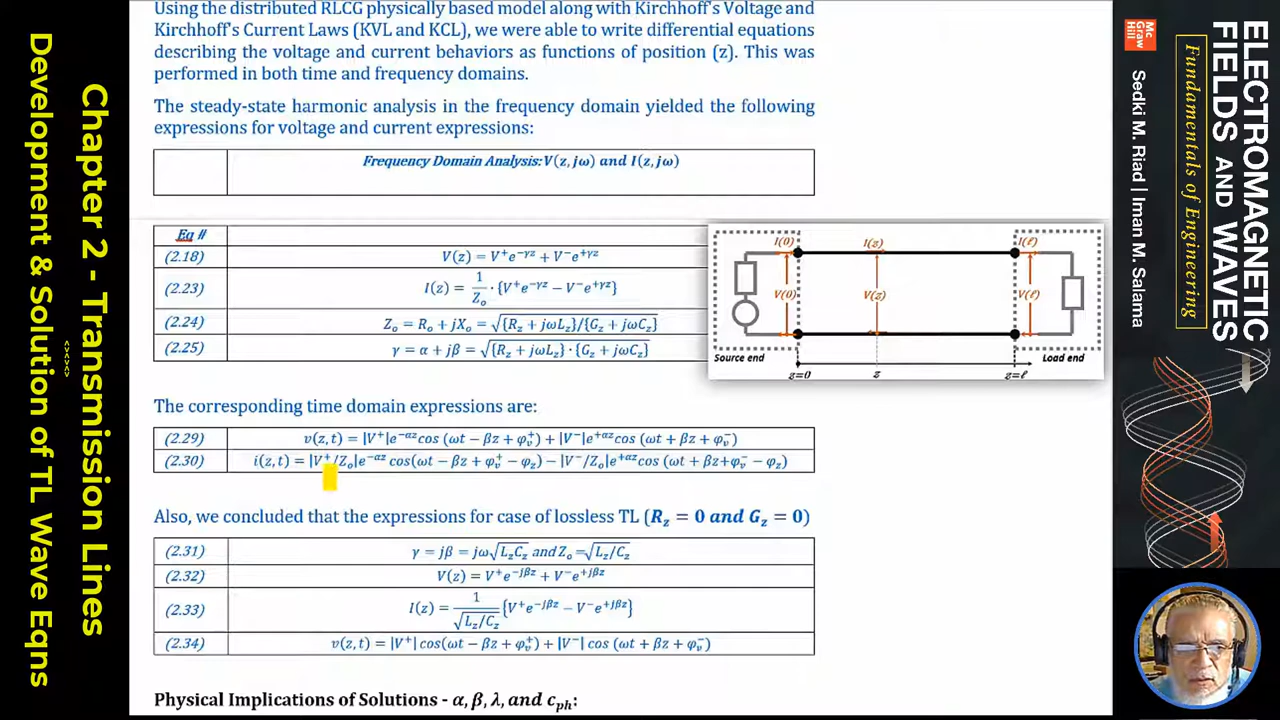 Chapter 2 - Transmission Lines
Development & Solution of TL Wave Eqns
Using the distributed RLCG physically based model along with Kirchhoff's Voltage and
Kirchhoff's Current Laws (KVL and KCL), we were able to write differential equations
describing the voltage and current behaviors as functions of position (z). This was
performed in both time and frequency domains.
The steady-state harmonic analysis in the frequency domain yielded the following
expressions for voltage and current expressions:
Frequency Domain Analysis: V(z, jω) and I(z, jω)
Eq #
(2.18) V(z) = V⁺e^{−γz} + V⁻e^{+γz}
(2.23) I(z) = 1/Zₒ · {V⁺e^{−γz} − V⁻e^{+γz}}
(2.24) Zₒ = Rₒ + jXₒ = √{R_z + jωL_z}/{G_z + jωC_z}
(2.25) γ = α + jβ = √{R_z + jωL_z} · {G_z + jωC_z}
I(0) I(z) I(ℓ)
V(0) V(z) V(ℓ)
Source end Load end
z=0 z z=ℓ
The corresponding time domain expressions are:
(2.29) v(z, t) = |V⁺|e^{−αz}cos (ωt − βz + φ_v⁺) + |V⁻|e^{+αz}cos (ωt + βz + φ_v⁻)
(2.30) i(z, t) = |V⁺/Zₒ|e^{−αz} cos(ωt − βz + φ_v⁺ − φ_z) − |V⁻/Zₒ|e^{+αz}cos (ωt + βz+φ_v⁻ − φ_z)
Also, we concluded that the expressions for case of lossless TL (R_z = 0 and G_z = 0)
(2.31) γ = jβ = jω√L_zC_z and Zₒ =√L_z/C_z
(2.32) V(z) = V⁺e^{−jβz} + V⁻e^{+jβz}
(2.33) I(z) = 1/√L_z/C_z {V⁺e^{−jβz} − V⁻e^{+jβz}}
(2.34) v(z, t) = |V⁺| cos(ωt − βz + φ_v⁺) + |V⁻| cos (ωt + βz + φ_v⁻)
Physical Implications of Solutions - α, β, λ, and c_ph:
Mc
Graw
Hill
ELECTROMAGNETIC
FIELDS AND WAVES
Fundamentals of Engineering
Sedki M. Riad | Iman M. Salama